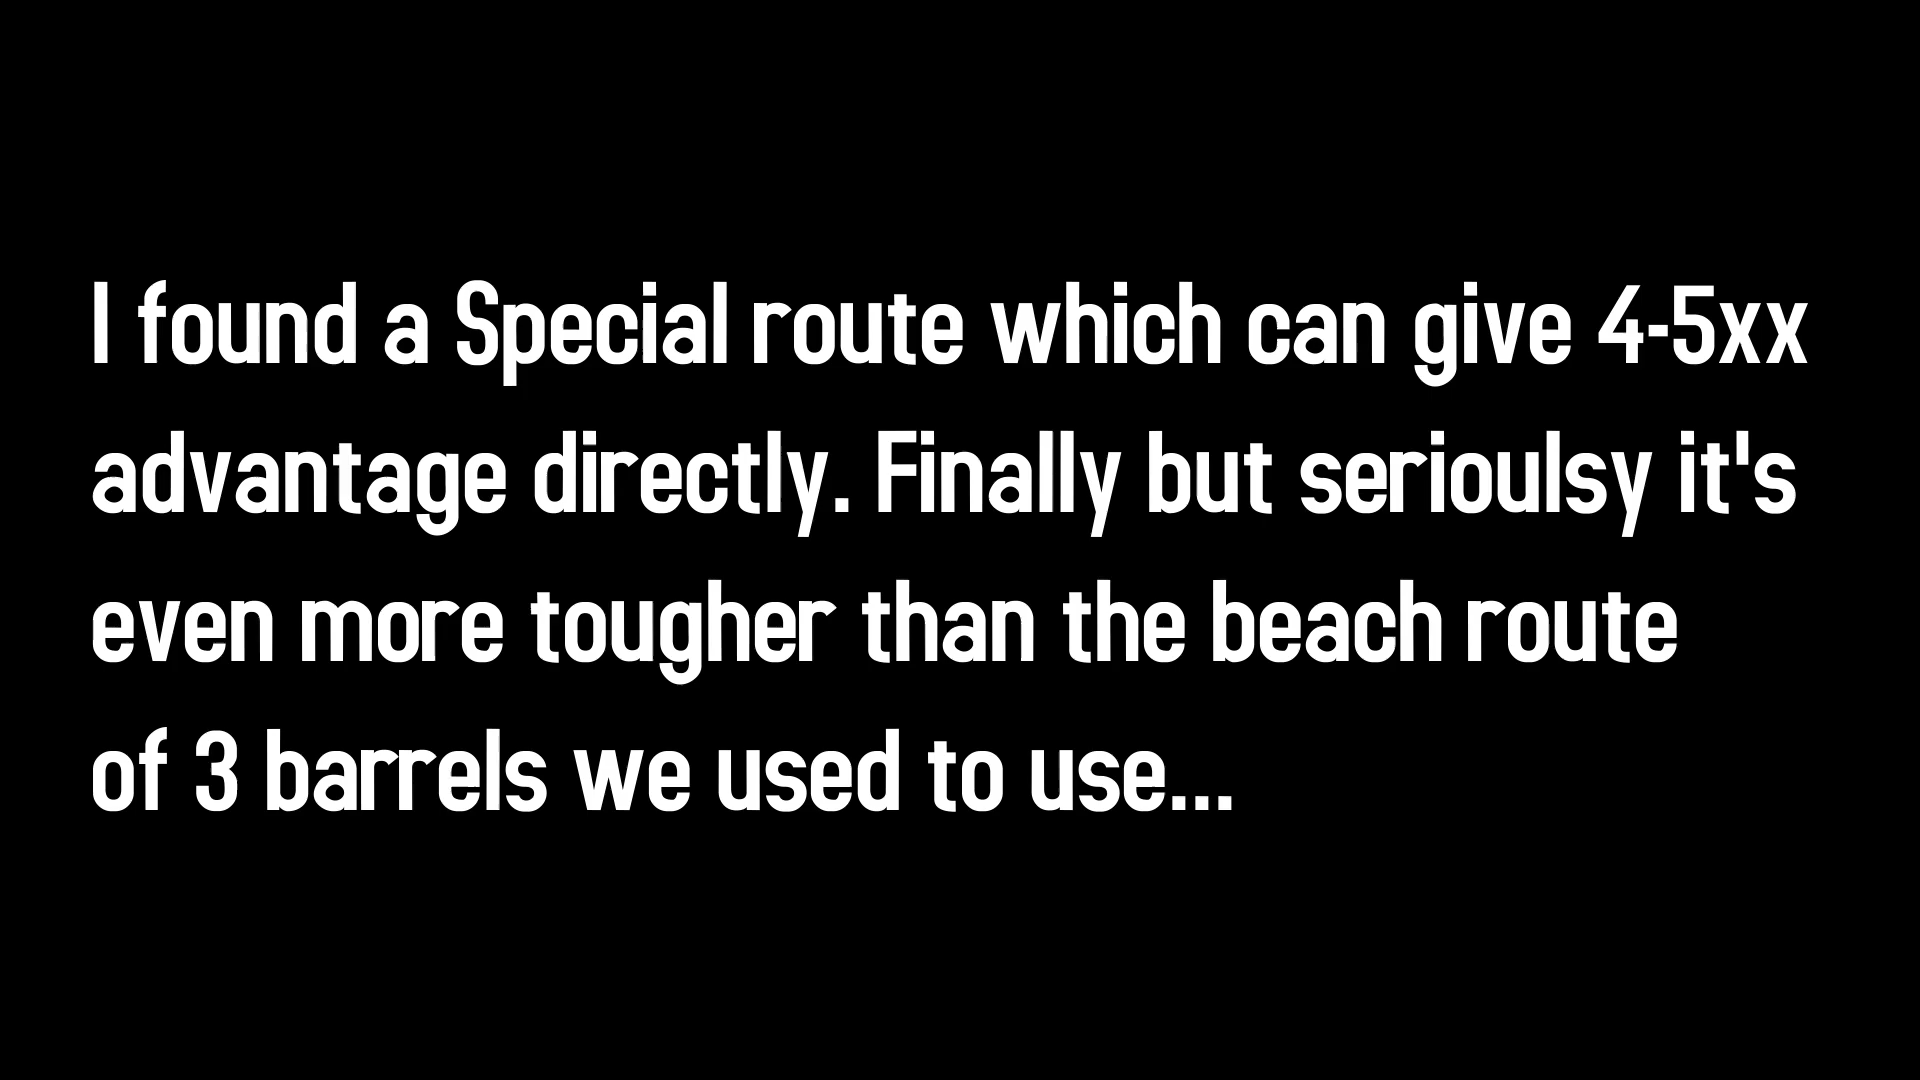 I found a Special route which can give 4-5xx
advantage directly. Finally but serioulsy it's
even more tougher than the beach route
of 3 barrels we used to use...